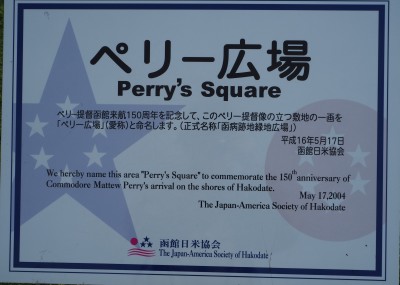 ペリー広場
Perry's Square
ペリー提督函館来航150周年を記念して、このペリー提督像の立つ敷地の一番を
「ペリー広場」（愛称）と命名します。（正式名称「函病跡地緑地広場」）
平成16年5月17日
函館日米協会
We hereby name this area "Perry's Square" to commemorate the 150th anniversary of
Commodore Mattew Perry's arrival on the shores of Hakodate.
May 17,2004
The Japan-America Society of Hakodate
函館日米協会
The Japan-America Society of Hakodate